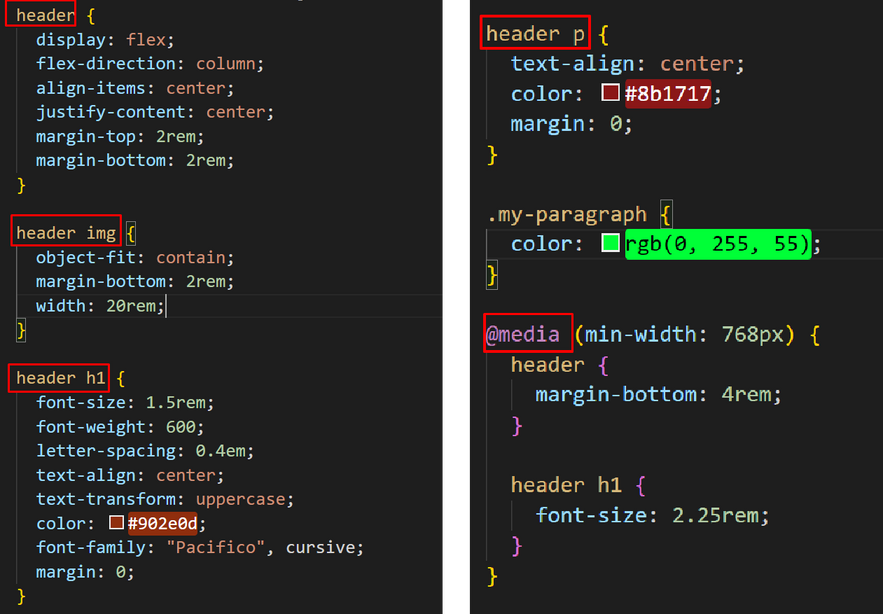 header {
  display: flex;
  flex-direction: column;
  align-items: center;
  justify-content: center;
  margin-top: 2rem;
  margin-bottom: 2rem;
}

header img {
  object-fit: contain;
  margin-bottom: 2rem;
  width: 20rem;
}

header h1 {
  font-size: 1.5rem;
  font-weight: 600;
  letter-spacing: 0.4em;
  text-align: center;
  text-transform: uppercase;
  color: #902e0d;
  font-family: "Pacifico", cursive;
  margin: 0;
}

header p {
  text-align: center;
  color: #8b1717;
  margin: 0;
}

.my-paragraph {
  color: rgb(0, 255, 55);
}

@media (min-width: 768px) {
  header {
    margin-bottom: 4rem;
  }

  header h1 {
    font-size: 2.25rem;
  }
}